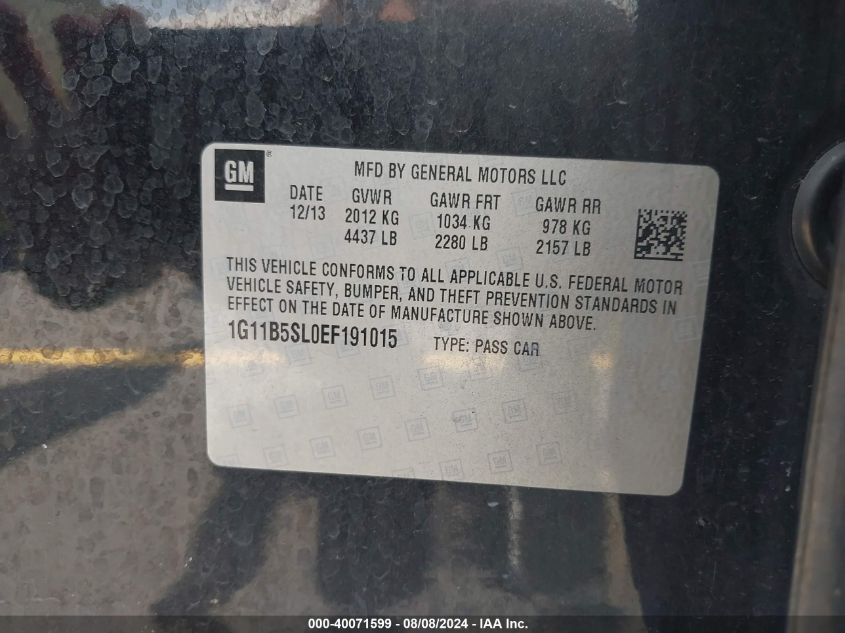 GM ®
MFD BY GENERAL MOTORS LLC
DATE GVWR GAWR FRT GAWR RR
12/13 2012 KG 1034 KG 978 KG
4437 LB 2280 LB 2157 LB
THIS VEHICLE CONFORMS TO ALL APPLICABLE U.S. FEDERAL MOTOR
VEHICLE SAFETY, BUMPER, AND THEFT PREVENTION STANDARDS IN
EFFECT ON THE DATE OF MANUFACTURE SHOWN ABOVE.
1G11B5SL0EF191015 TYPE: PASS CAR
000-40071599 — 08/08/2024 — IAA Inc.